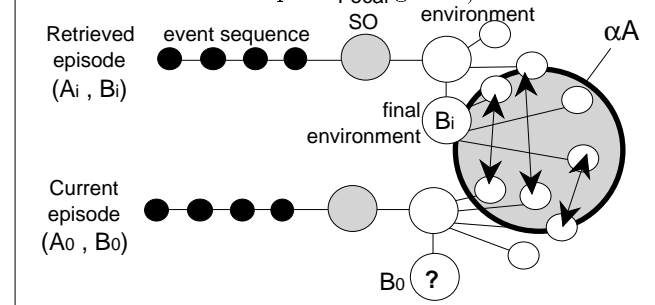 environment
SO
Retrieved
episode
(Ai , Bi)
event sequence
αA
final
environment
Bi
Current
episode
(A0 , B0)
B0
?